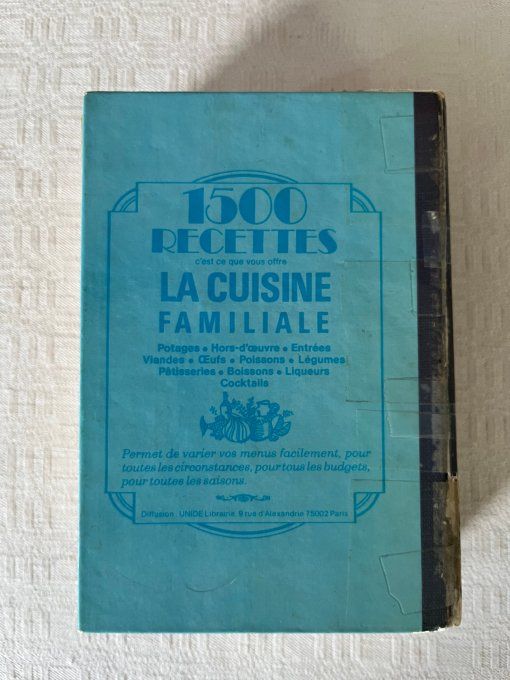 1500
RECETTES
c'est ce que vous offre
LA CUISINE
FAMILIALE
Potages • Hors-d'œuvre • Entrées
Viandes • Œufs • Poissons • Légumes
Pâtisseries • Boissons • Liqueurs
Cocktails
Permet de varier vos menus facilement, pour
toutes les circonstances, pour tous les budgets,
pour toutes les saisons.
Diffusion : UNIDE Librairie. 9 rue d'Alexandrie 75002 Paris